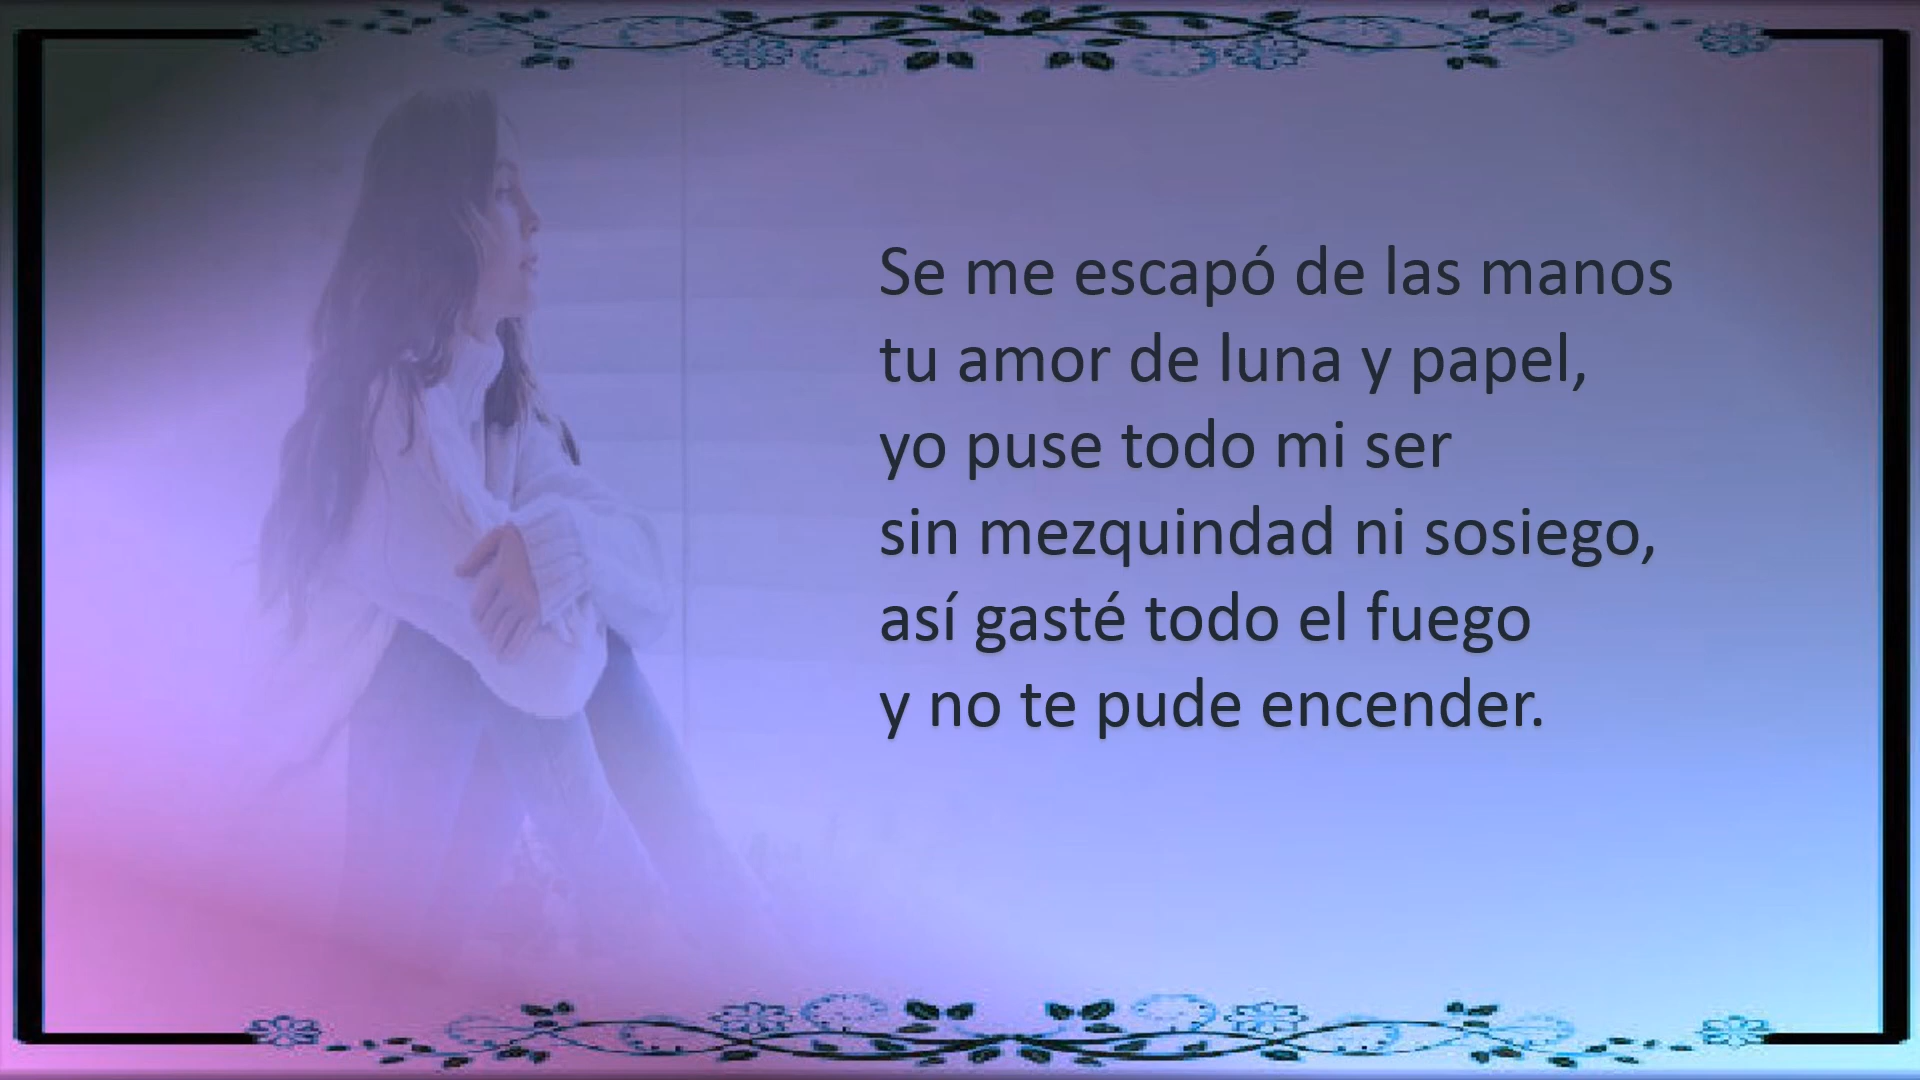 Se me escapó de las manos
tu amor de luna y papel,
yo puse todo mi ser
sin mezquindad ni sosiego,
así gasté todo el fuego
y no te pude encender.